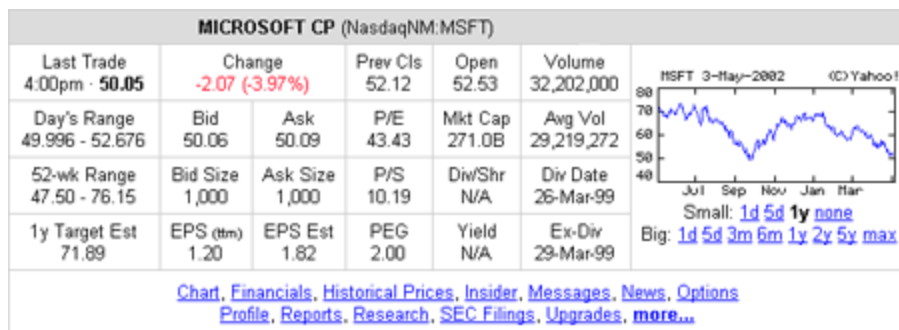 MICROSOFT CP (NasdaqNM:MSFT)
Last Trade Change Prev Cls Open Volume
4:00pm · 50.05 -2.07 (-3.97%) 52.12 52.53 32,202,000
Day's Range Bid Ask P/E Mkt Cap Avg Vol
49.996 - 52.676 50.06 50.09 43.43 271.0B 29,219,272
52-wk Range Bid Size Ask Size P/S Div/Shr Div Date
47.50 - 76.15 1,000 1,000 10.19 N/A 26-Mar-99
1y Target Est EPS (ttm) EPS Est PEG Yield Ex-Div
71.89 1.20 1.82 2.00 N/A 29-Mar-99
MSFT 3-May-2002 (C)Yahoo!
80
70
60
50
40
Jul Sep Nov Jan Mar
Small: 1d 5d 1y none
Big: 1d 5d 3m 6m 1y 2y 5y max
Chart, Financials, Historical Prices, Insider, Messages, News, Options
Profile, Reports, Research, SEC Filings, Upgrades, more...